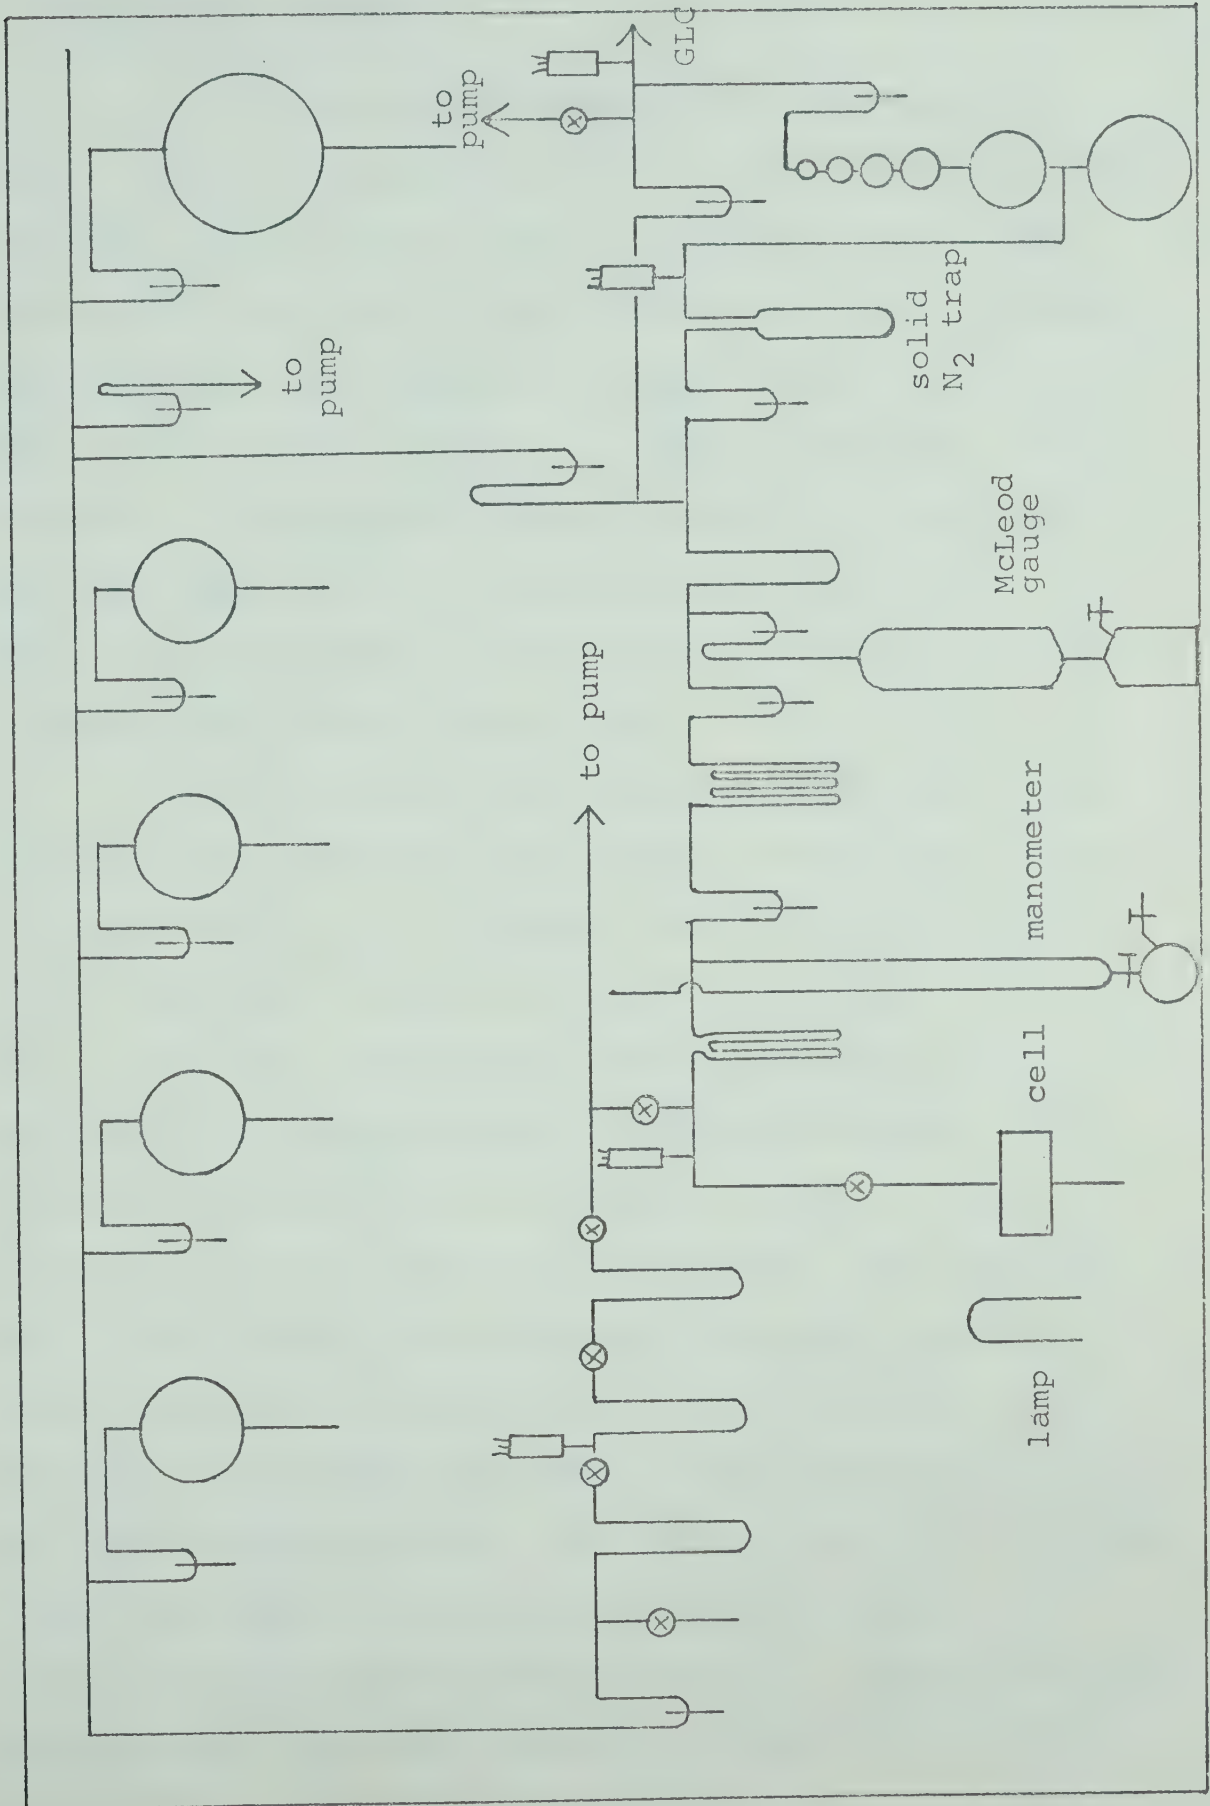 to
pump
GLC
to
pump
solid
N₂ trap
McLeod
gauge
to pump
manometer
cell
lamp